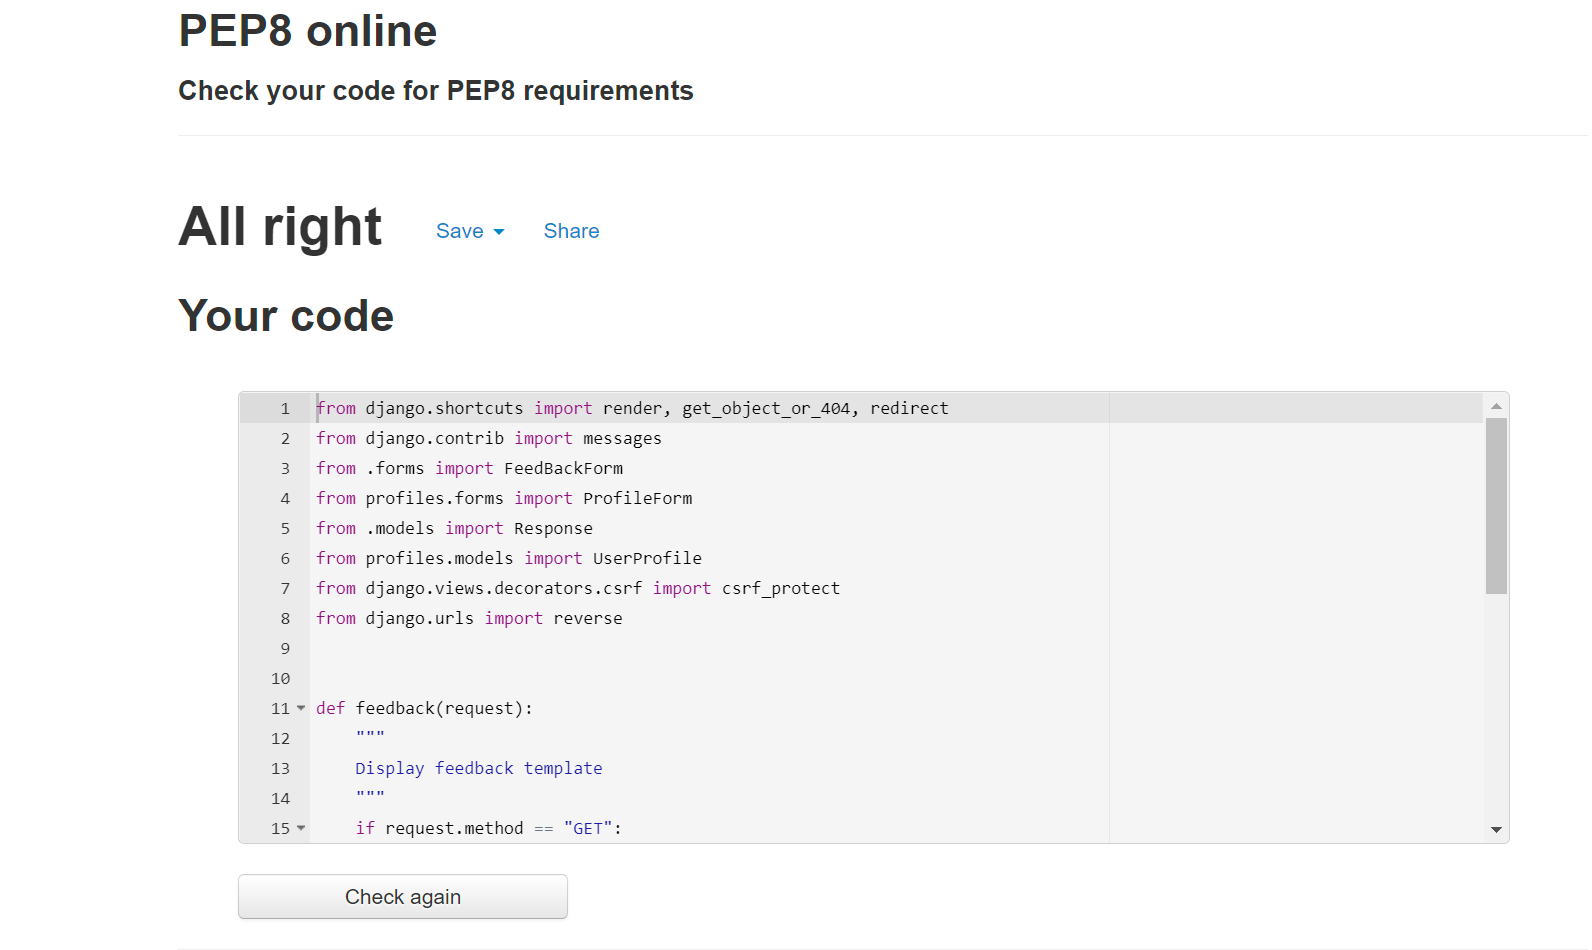 PEP8 online
Check your code for PEP8 requirements
All right Save Share
Your code
1 from django.shortcuts import render, get_object_or_404, redirect
2 from django.contrib import messages
3 from .forms import FeedBackForm
4 from profiles.forms import ProfileForm
5 from .models import Response
6 from profiles.models import UserProfile
7 from django.views.decorators.csrf import csrf_protect
8 from django.urls import reverse
9
10
11 def feedback(request):
12     """
13     Display feedback template
14     """
15     if request.method == "GET":
Check again